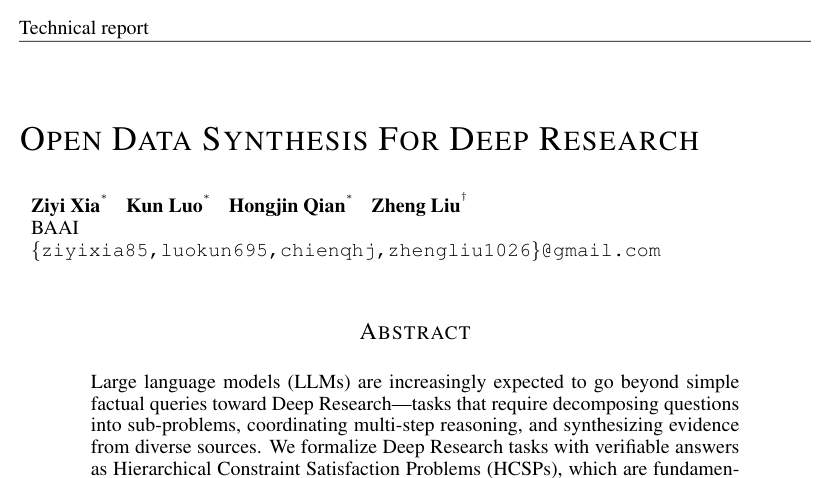 Technical report
OPEN DATA SYNTHESIS FOR DEEP RESEARCH
Ziyi Xia* Kun Luo* Hongjin Qian* Zheng Liu†
BAAI
{ziyixia85,luokun695,chienqhj,zhengliu1026}@gmail.com
ABSTRACT
Large language models (LLMs) are increasingly expected to go beyond simple
factual queries toward Deep Research—tasks that require decomposing questions
into sub-problems, coordinating multi-step reasoning, and synthesizing evidence
from diverse sources. We formalize Deep Research tasks with verifiable answers
as Hierarchical Constraint Satisfaction Problems (HCSPs), which are fundamen-